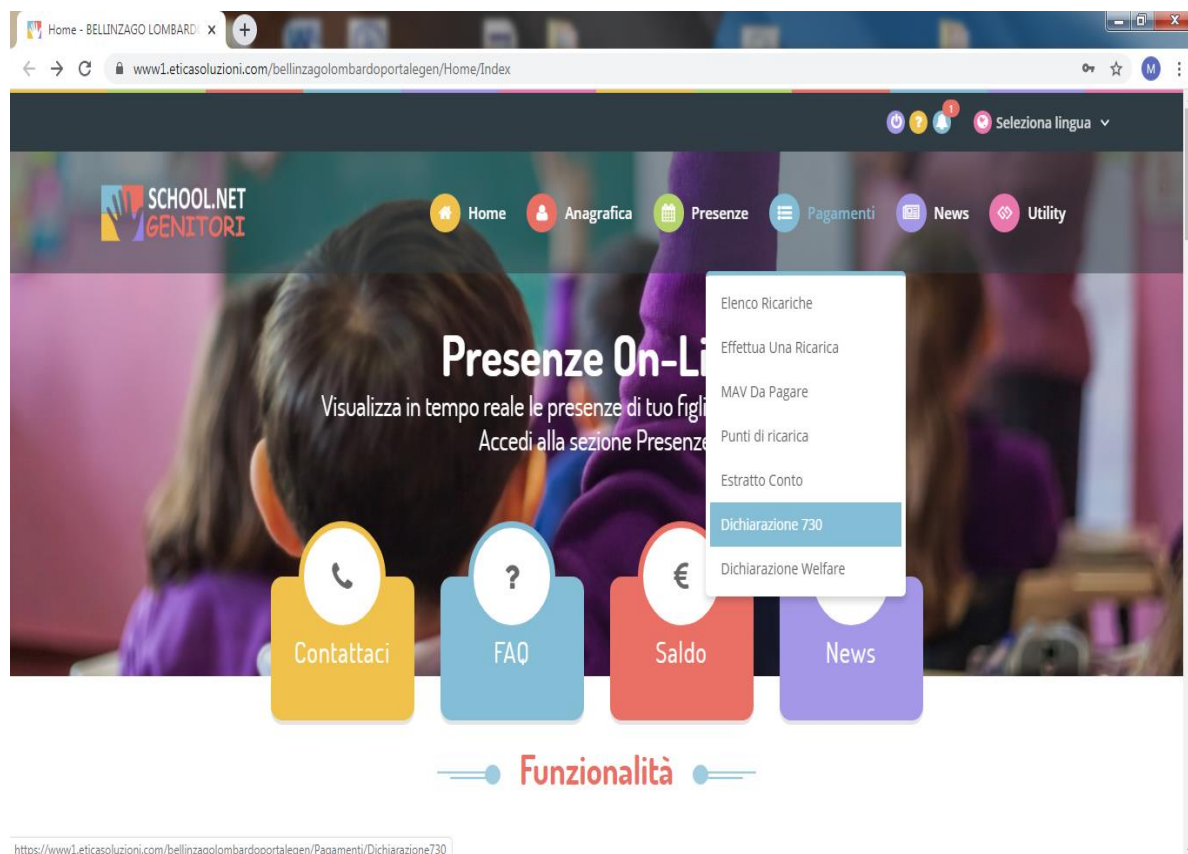 Home - BELLINZAGO LOMBARD
www1.eticasoluzioni.com/bellinzagolombardoportalegen/Home/Index
M
1
Seleziona lingua
SCHOOL.NET
GENITORI
Home
Anagrafica
Presenze
Pagamenti
News
Utility
Elenco Ricariche
Effettua Una Ricarica
MAV Da Pagare
Punti di ricarica
Estratto Conto
Dichiarazione 730
Dichiarazione Welfare
Presenze On-Li
Visualizza in tempo reale le presenze di tuo figli
Accedi alla sezione Presenze
Contattaci
FAQ
Saldo
News
Funzionalità
https://www1.eticasoluzioni.com/bellinzagolombardoportalegen/Pagamenti/Dichiarazione730